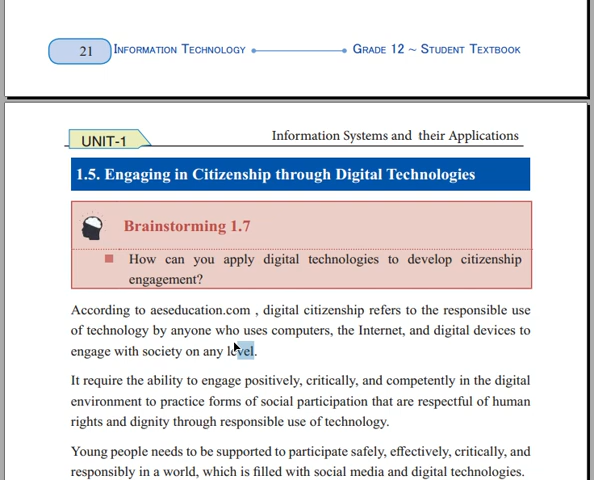 21 Information Technology Grade 12 ~ Student Textbook
UNIT-1 Information Systems and their Applications
1.5. Engaging in Citizenship through Digital Technologies
Brainstorming 1.7
How can you apply digital technologies to develop citizenship
engagement?
According to aeseducation.com , digital citizenship refers to the responsible use
of technology by anyone who uses computers, the Internet, and digital devices to
engage with society on any level.
It require the ability to engage positively, critically, and competently in the digital
environment to practice forms of social participation that are respectful of human
rights and dignity through responsible use of technology.
Young people needs to be supported to participate safely, effectively, critically, and
responsibly in a world, which is filled with social media and digital technologies.